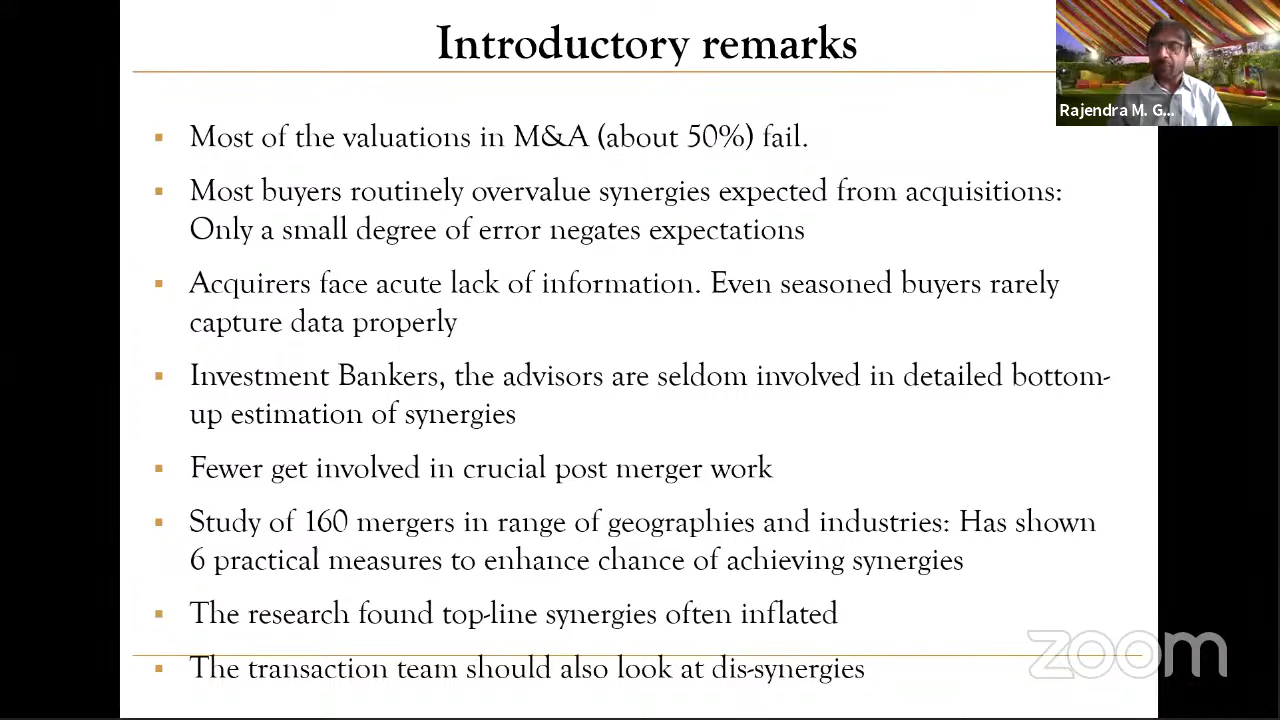 Introductory remarks
Rajendra M. G...
▪ Most of the valuations in M&A (about 50%) fail.
▪ Most buyers routinely overvalue synergies expected from acquisitions:
Only a small degree of error negates expectations
▪ Acquirers face acute lack of information. Even seasoned buyers rarely
capture data properly
▪ Investment Bankers, the advisors are seldom involved in detailed bottom-
up estimation of synergies
▪ Fewer get involved in crucial post merger work
▪ Study of 160 mergers in range of geographies and industries: Has shown
6 practical measures to enhance chance of achieving synergies
▪ The research found top-line synergies often inflated
▪ The transaction team should also look at dis-synergies
zoom